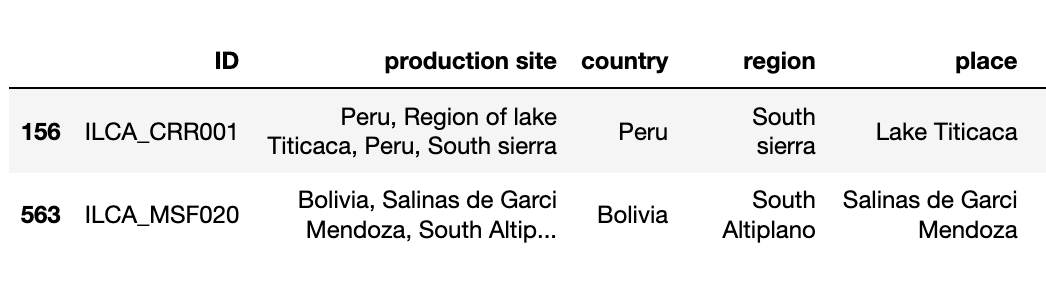 ID production site country region place
156 ILCA_CRR001 Peru, Region of lake Titicaca, Peru, South sierra Peru South sierra Lake Titicaca
563 ILCA_MSF020 Bolivia, Salinas de Garci Mendoza, South Altip... Bolivia South Altiplano Salinas de Garci Mendoza